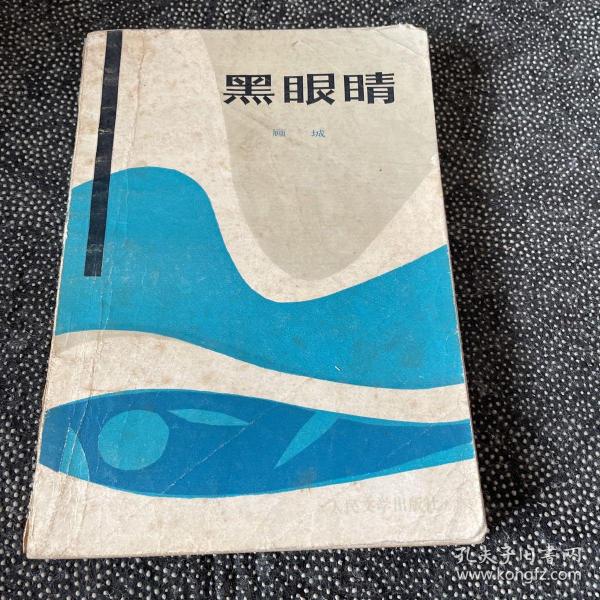 黑眼睛
顾 城
人民文学出版社
孔夫子旧书网
www.kongfz.com